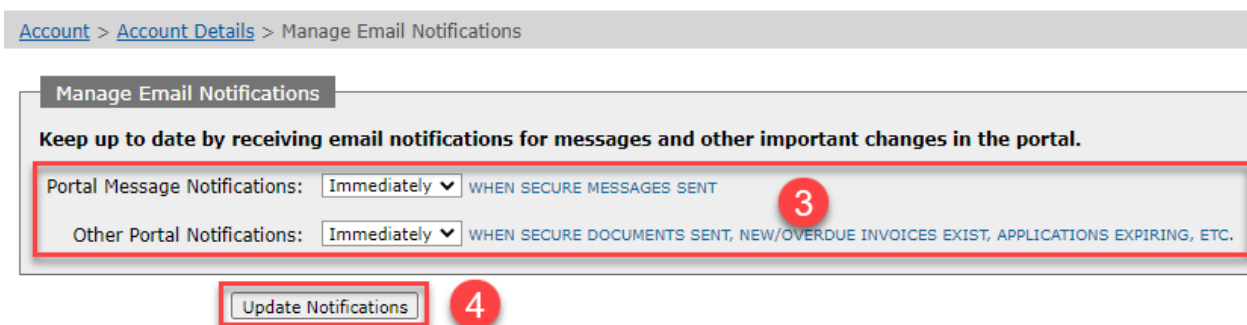 Account > Account Details > Manage Email Notifications
Manage Email Notifications
Keep up to date by receiving email notifications for messages and other important changes in the portal.
Portal Message Notifications: Immediately WHEN SECURE MESSAGES SENT
3
Other Portal Notifications: Immediately WHEN SECURE DOCUMENTS SENT, NEW/OVERDUE INVOICES EXIST, APPLICATIONS EXPIRING, ETC.
Update Notifications 4